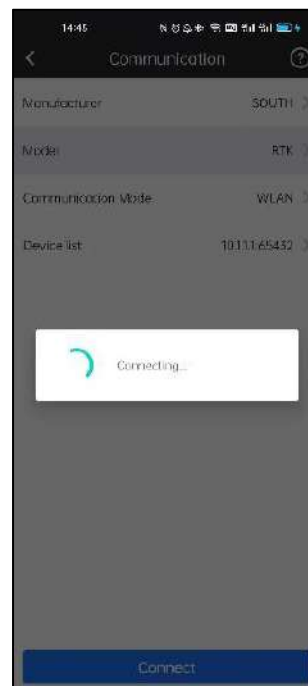 14:45
Communication
Manufacturer SOUTH
Model RTK
Communication Mode WLAN
Device list 10.1.1.1:65432
Connecting...
Connect